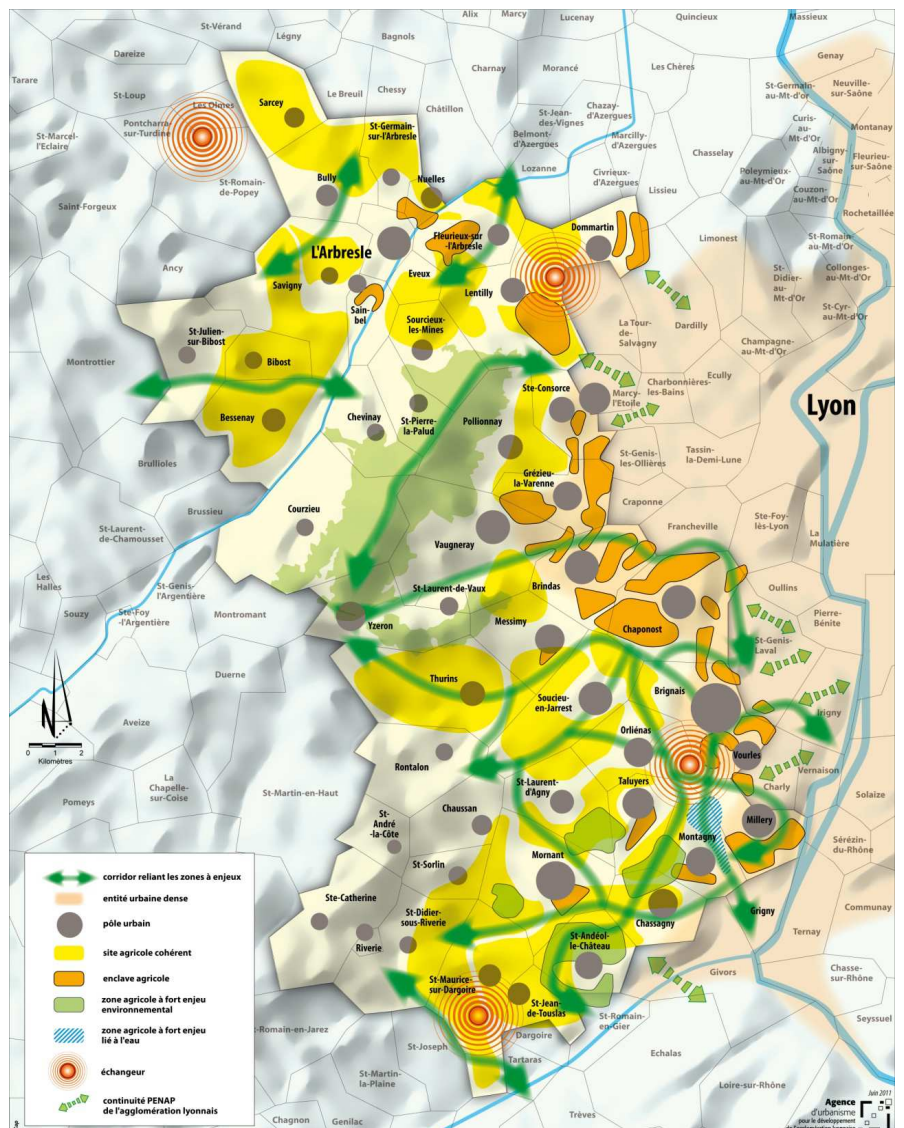 St-Vérand
Légny
Alix
Marcy
Lucenay
Quincieux
Massieux
Dareize
Bagnols
Genay
Tarare
Charnay
Morancé
Les Chères
St-Loup
Les Olmes
Sarcey
Le Breuil
Chessy
St-Germain-
au-Mt-d'or
Neuville-
sur-Saône
Châtillon
St-Jean-
des-Vignes
Chazay-
d'Azergues
Pontcharra-
sur-Turdine
St-Germain-
sur-l'Arbresle
Belmont-
d'Azergues
Marcilly-
d'Azergues
Curis-
au-
Mt-d'Or
Montanay
St-Marcel-
l'Eclaire
Chasselay
Albigny-
sur-
Saône
Fleurieu-
sur-
Saône
Lozanne
Civrieux-
d'Azergues
Poleymieux-
au-Mt-d'Or
St-Romain-
de-Popey
Bully
Nuelles
Lissieu
Couzon-
au-Mt-d'Or
Saint-Forgeux
Rochetaillée
Dommartin
Limonest
St-Romain
au-Mt-d'Or
L'Arbresle
Fleurieux-sur
-l'Arbresle
Ancy
Eveux
St-
Didier-
au-
Mt-d'Or
Collonges-
au-Mt-d'Or
Savigny
Lentilly
St-Cyr-
au-Mt-d'Or
Sain-
bel
Sourcieux-
les-Mines
La Tour-
de-
Salvagny
Dardilly
St-Julien-
sur-Bibost
Champagne-
au-Mt-d'Or
Montrottier
Bibost
Ecully
Ste-Consorce
Marcy-
l'Etoile
Charbonnières-
les-Bains
Lyon
Bessenay
Chevinay
St-Pierre-
la-Palud
Pollionnay
Tassin-
la-Demi-Lune
St-Genis-
les-Ollières
Brullioles
Grézieu-
la-Varenne
Craponne
Courzieu
Brussieu
Ste-Foy-
lès-Lyon
St-Laurent-
de-Chamousset
Francheville
La
Mulatière
Vaugneray
Les
Halles
St-Genis-
l'Argentière
St-Laurent-de-Vaux
Brindas
Oullins
Souzy
Ste-Foy
-l'Argentière
Montromant
Yzeron
Messimy
Chaponost
Pierre-
Bénite
St-Genis-
Laval
Duerne
Thurins
Soucieu-
en-Jarrest
Brignais
Irigny
N
Aveize
Orliénas
0 1 2
Kilomètres
Rontalon
Vourles
Vernaison
La
Chapelle-
sur-Coise
St-Martin-en-Haut
St-Laurent-
d'Agny
Taluyers
Charly
Solaize
Pomeys
Chaussan
Millery
St-
André
-la-Côte
Montagny
Sérézin-
du-Rhône
St-Sorlin
Mornant
Ste-Catherine
Communay
St-Didier-
sous-Riverie
Chassagny
Grigny
Ternay
Riverie
St-Andéol-
le-Château
Givors
Chasse-
sur-Rhône
St-Maurice-
sur-Dargoire
St-Jean-
de-Touslas
St-Romain-
en-Gier
Seyssuel
-Romain-en-Jarez
Dargoire
St-Joseph
Echalas
Tartaras
St-Martin-
la-Plaine
Loire-sur-Rhône
Chagnon
Genilac
Trèves
corridor reliant les zones à enjeux
entité urbaine dense
pôle urbain
site agricole cohérent
enclave agricole
zone agricole à fort enjeu
environnemental
zone agricole à fort enjeu
lié à l'eau
échangeur
continuité PENAP
de l'agglomération lyonnais
Juin 2011
Agence
d'urbanisme
pour le développement
de l'agglomération lyonnaise